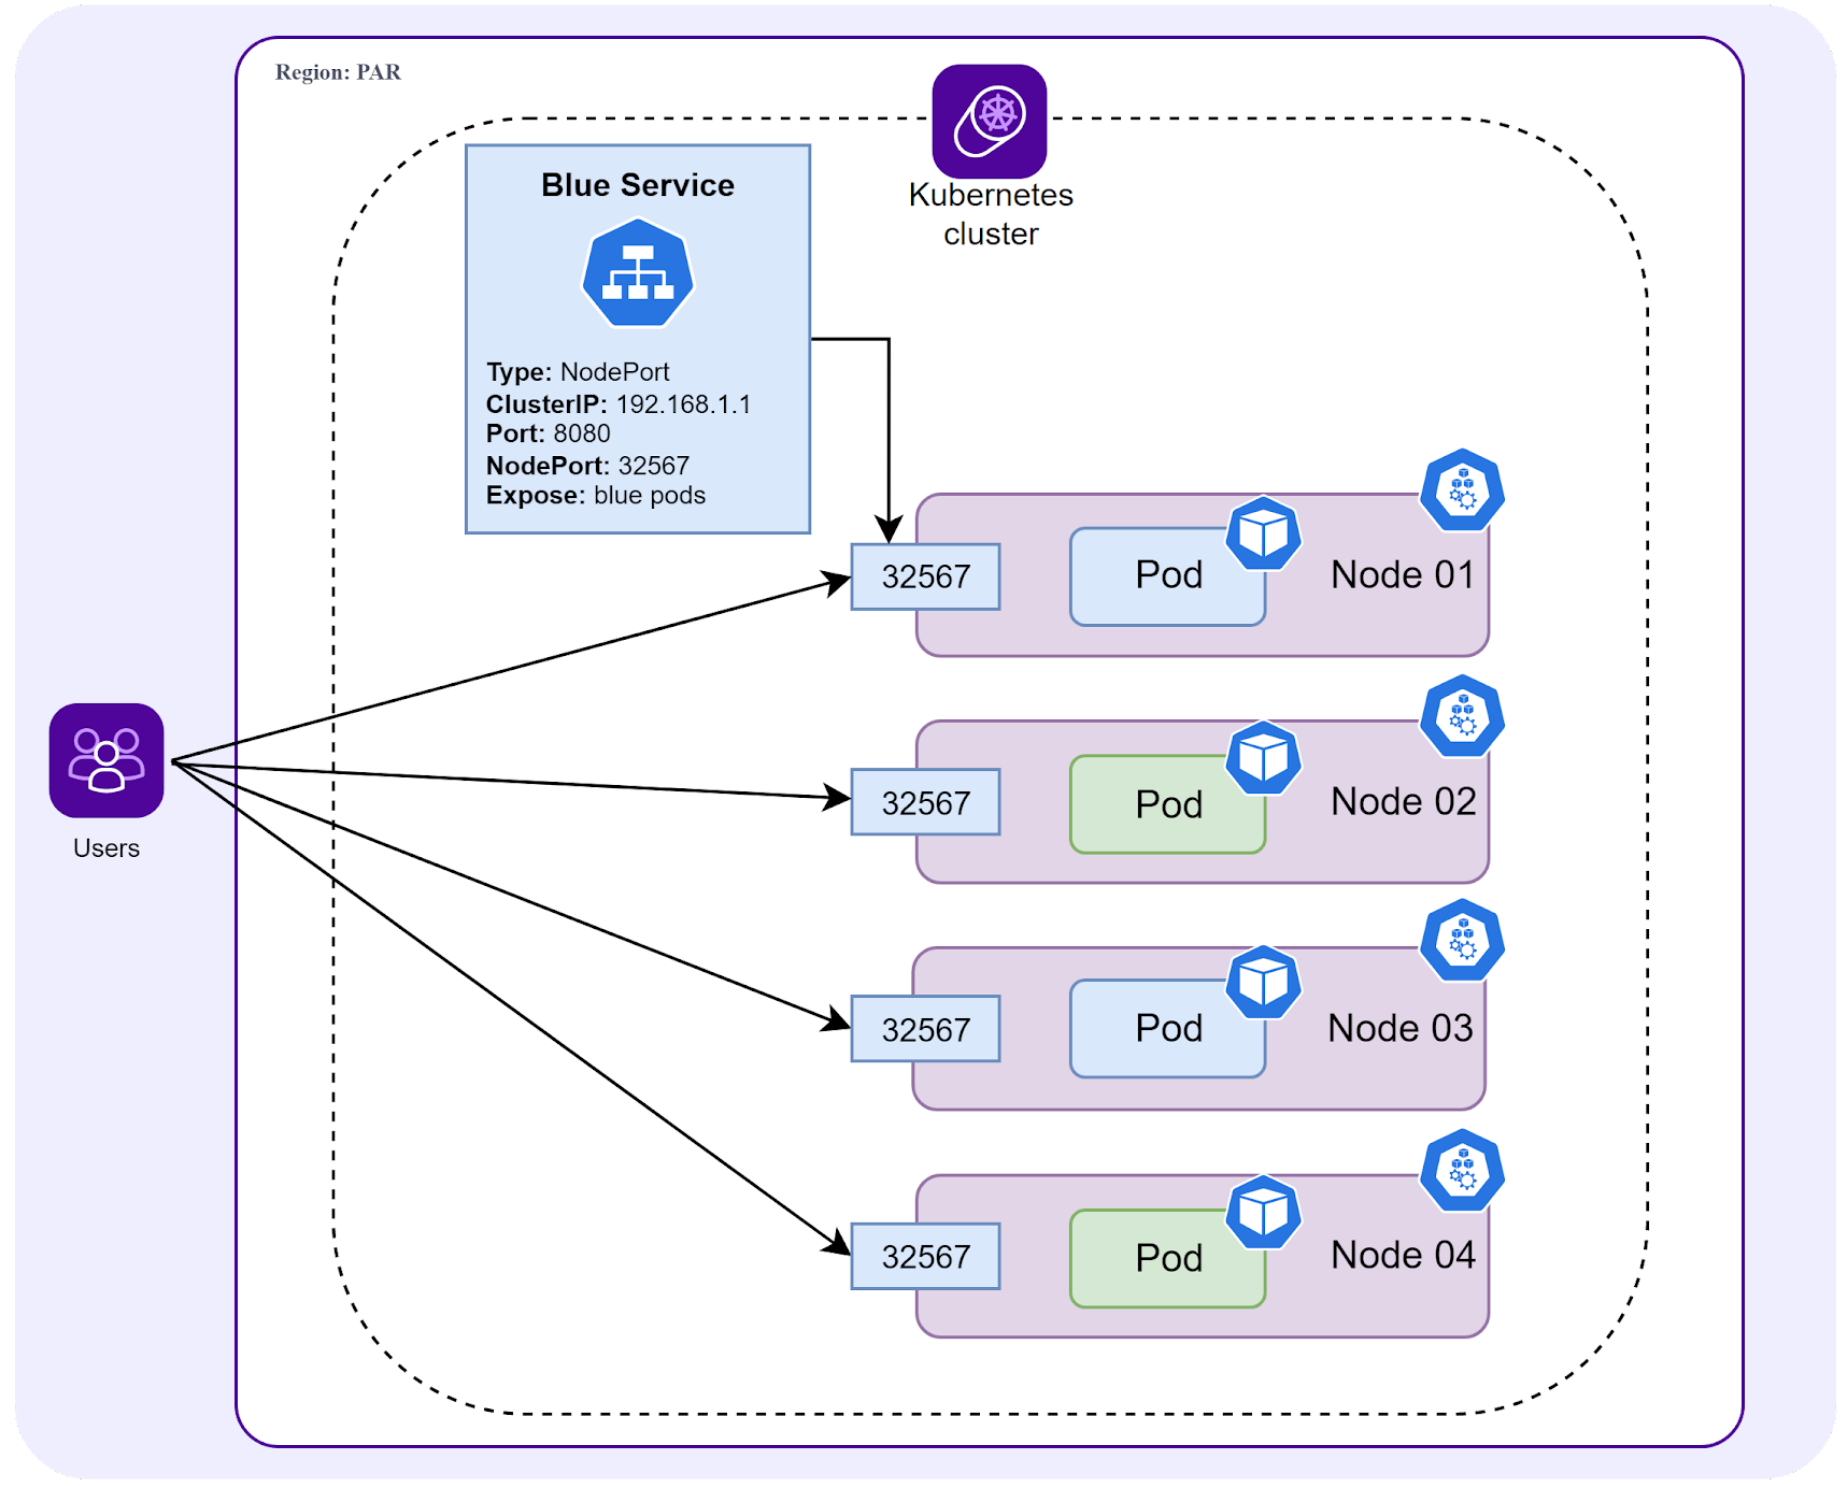 Region: PAR
Kubernetes
cluster
Blue Service
Type: NodePort
ClusterIP: 192.168.1.1
Port: 8080
NodePort: 32567
Expose: blue pods
32567
Pod
Node 01
32567
Pod
Node 02
Users
32567
Pod
Node 03
32567
Pod
Node 04